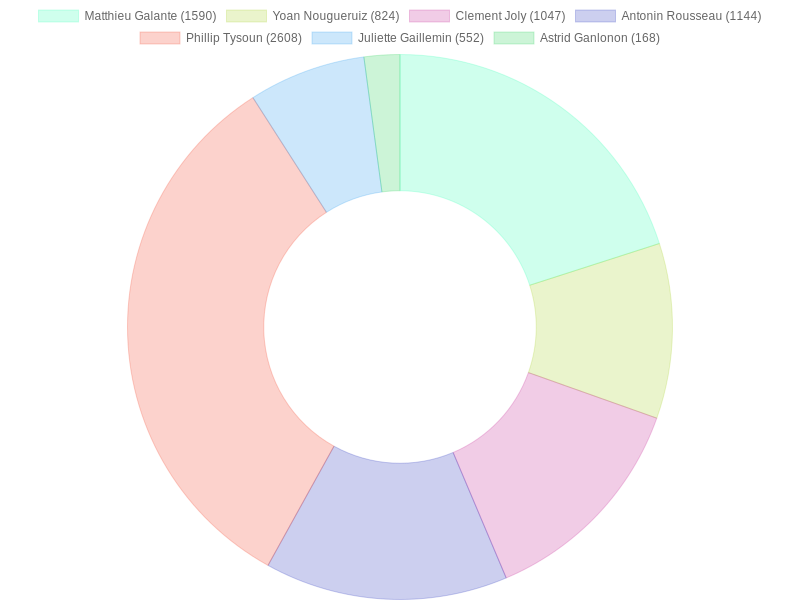 Matthieu Galante (1590) Yoan Nougueruiz (824) Clement Joly (1047) Antonin Rousseau (1144)
Phillip Tysoun (2608) Juliette Gaillemin (552) Astrid Ganlonon (168)